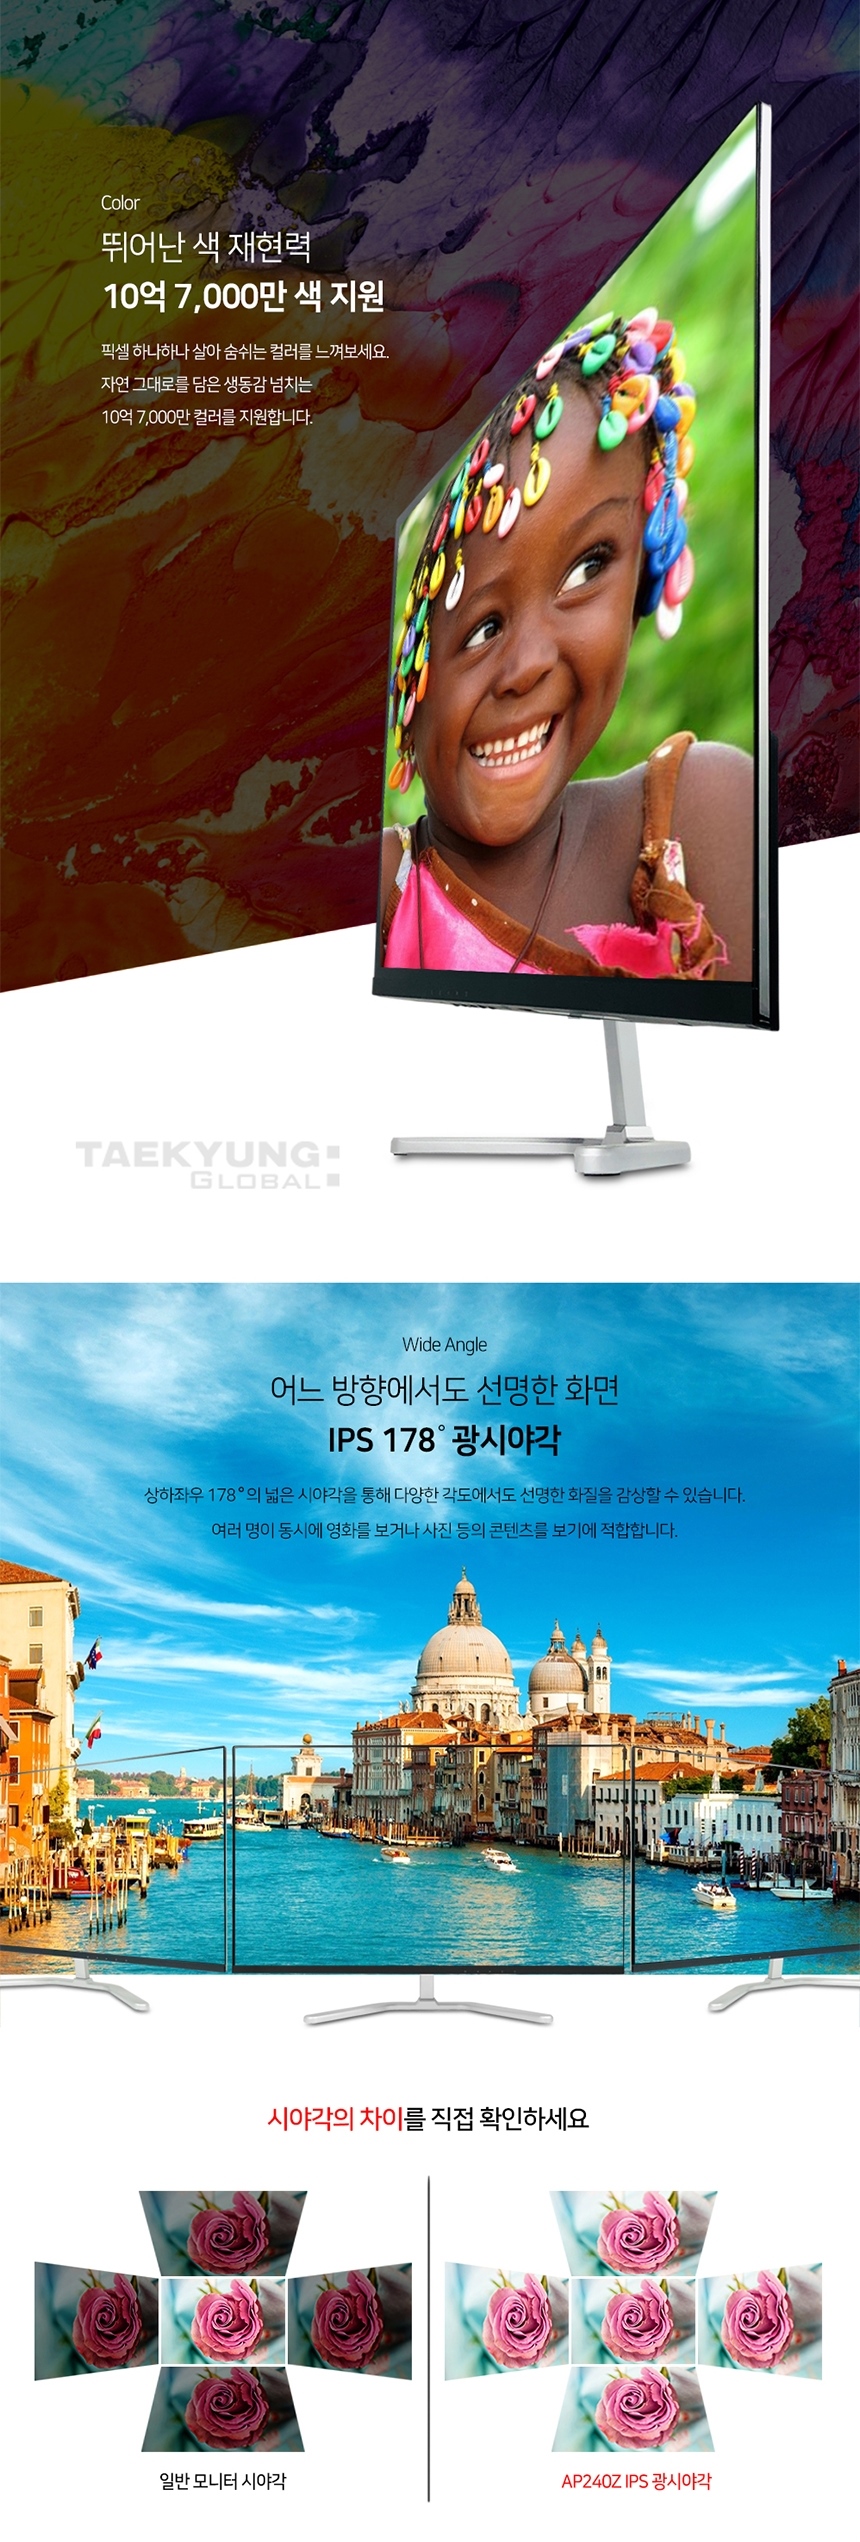 Color
뛰어난 색 재현력
10억 7,000만 색 지원
픽셀 하나하나 살아 숨쉬는 컬러를 느껴보세요.
자연 그대로를 담은 생동감 넘치는
10억 7,000만 컬러를 지원합니다.
TAEKYUNG:
GLOBAL:
Wide Angle
어느 방향에서도 선명한 화면
IPS 178° 광시야각
상하좌우 178°의 넓은 시야각을 통해 다양한 각도에서도 선명한 화질을 감상할 수 있습니다.
여러 명이 동시에 영화를 보거나 사진 등의 콘텐츠를 보기에 적합합니다.
시야각의 차이를 직접 확인하세요
일반 모니터 시야각
AP240Z IPS 광시야각